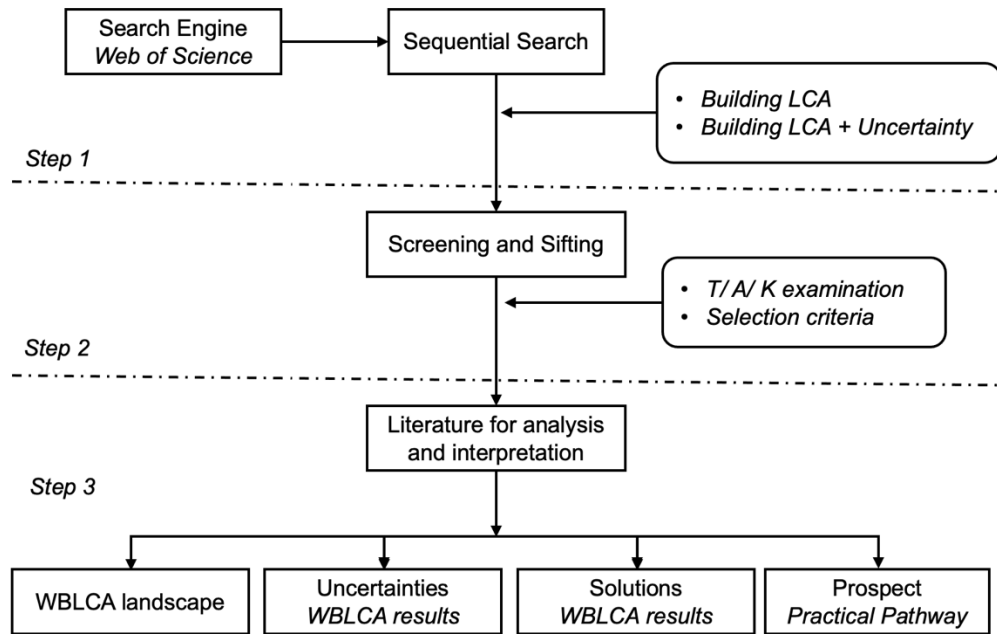 Search Engine
Web of Science
Sequential Search
• Building LCA
• Building LCA + Uncertainty
Step 1
Screening and Sifting
• T/ A/ K examination
• Selection criteria
Step 2
Literature for analysis
and interpretation
Step 3
WBLCA landscape
Uncertainties
WBLCA results
Solutions
WBLCA results
Prospect
Practical Pathway